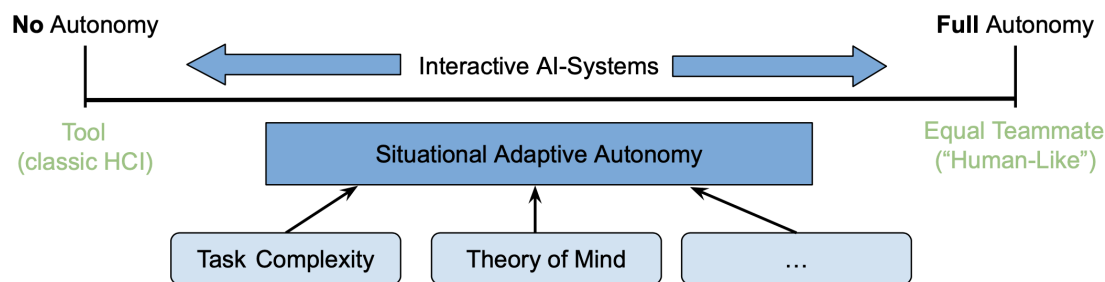 No Autonomy
Full Autonomy
Interactive AI-Systems
Tool
(classic HCI)
Equal Teammate
(“Human-Like”)
Situational Adaptive Autonomy
Task Complexity
Theory of Mind
…